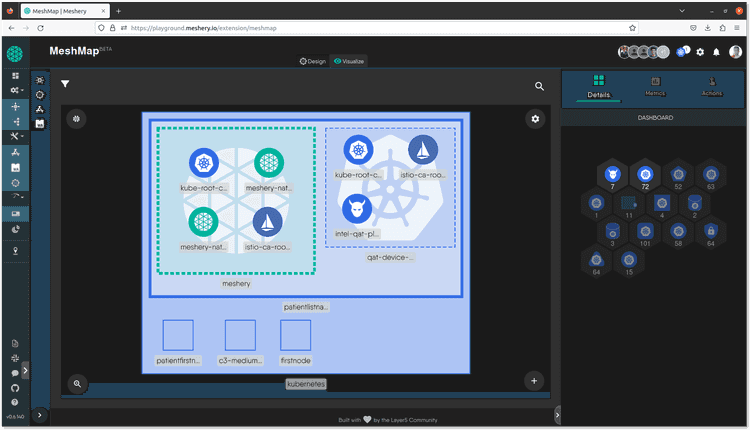 MeshMap | Meshery
https://playground.meshery.io/extension/meshmap
MeshMap BETA
Design
Visualize
Details
Metrics
Actions
DASHBOARD
kube-root-c...
meshery-nat...
kube-root-c...
istio-ca-roo...
meshery-nat...
istio-ca-roo...
intel-qat-pl...
meshery
qat-device-...
patientlistna...
patientfirstn...
c3-medium...
firstnode
kubernetes
7
72
52
63
1
11
4
2
3
101
58
64
64
15
v0.6.140
Built with
by the Layer5 Community